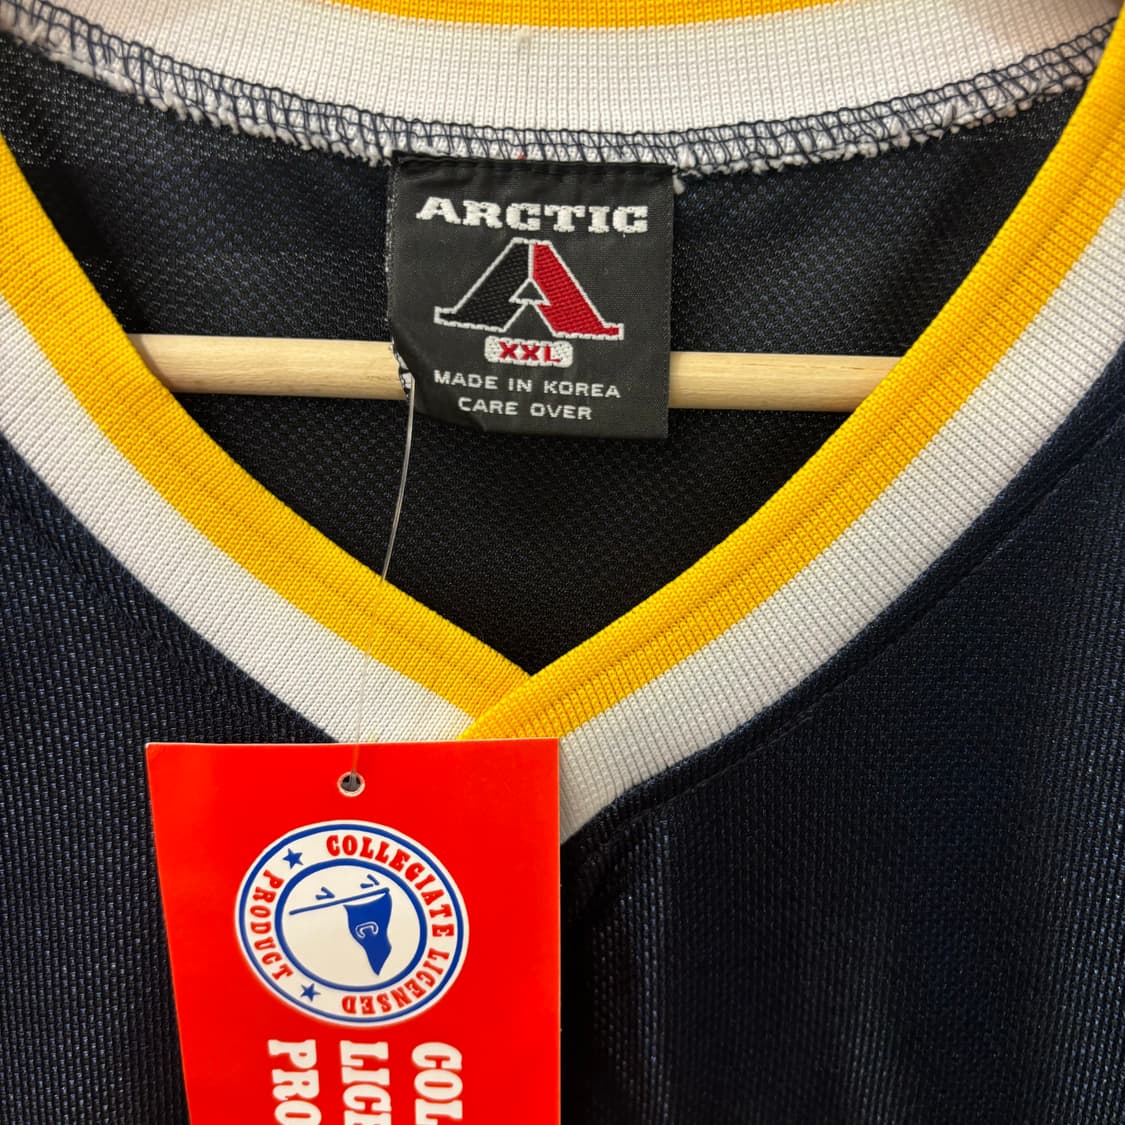 ARCTIC
XXL
MADE IN KOREA
CARE OVER
COLLEGIATE LICENSED
PRODUCT
C
COL
LICE
PRO